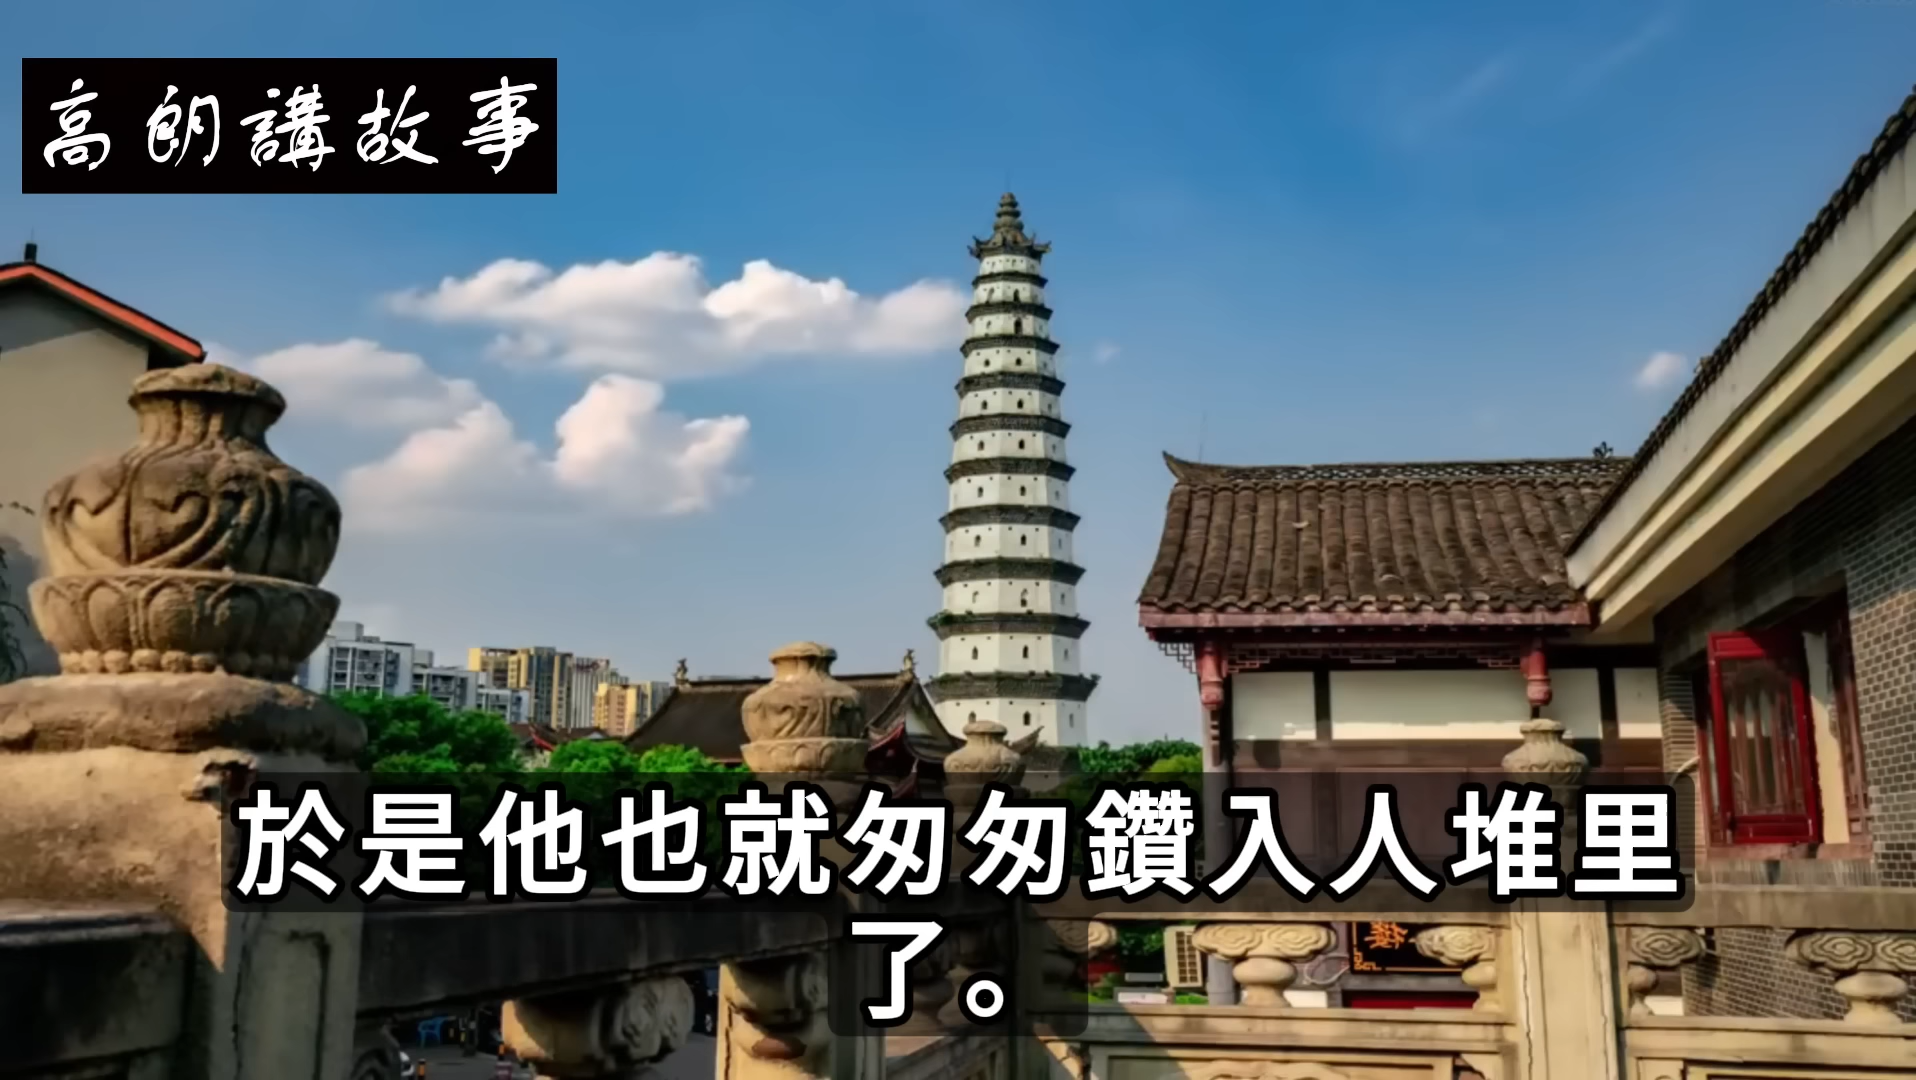 高朗講故事
於是他也就匆匆鑽入人堆里
了。